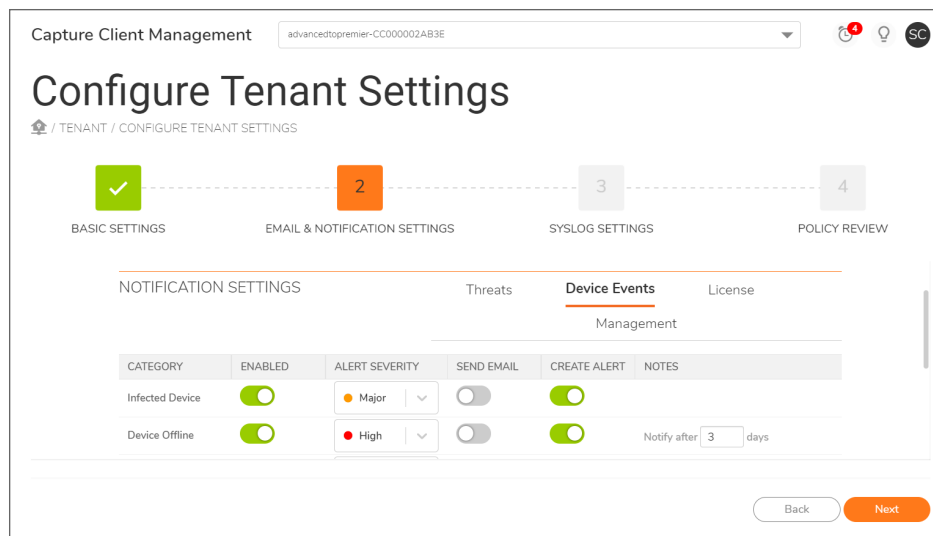 Capture Client Management
advancedtopremier-CC000002AB3E
4
SC
Configure Tenant Settings
/ TENANT / CONFIGURE TENANT SETTINGS
2
3
4
BASIC SETTINGS
EMAIL & NOTIFICATION SETTINGS
SYSLOG SETTINGS
POLICY REVIEW
NOTIFICATION SETTINGS
Threats
Device Events
License
Management
CATEGORY ENABLED ALERT SEVERITY SEND EMAIL CREATE ALERT NOTES
Infected Device Major
Device Offline High Notify after 3 days
Back
Next